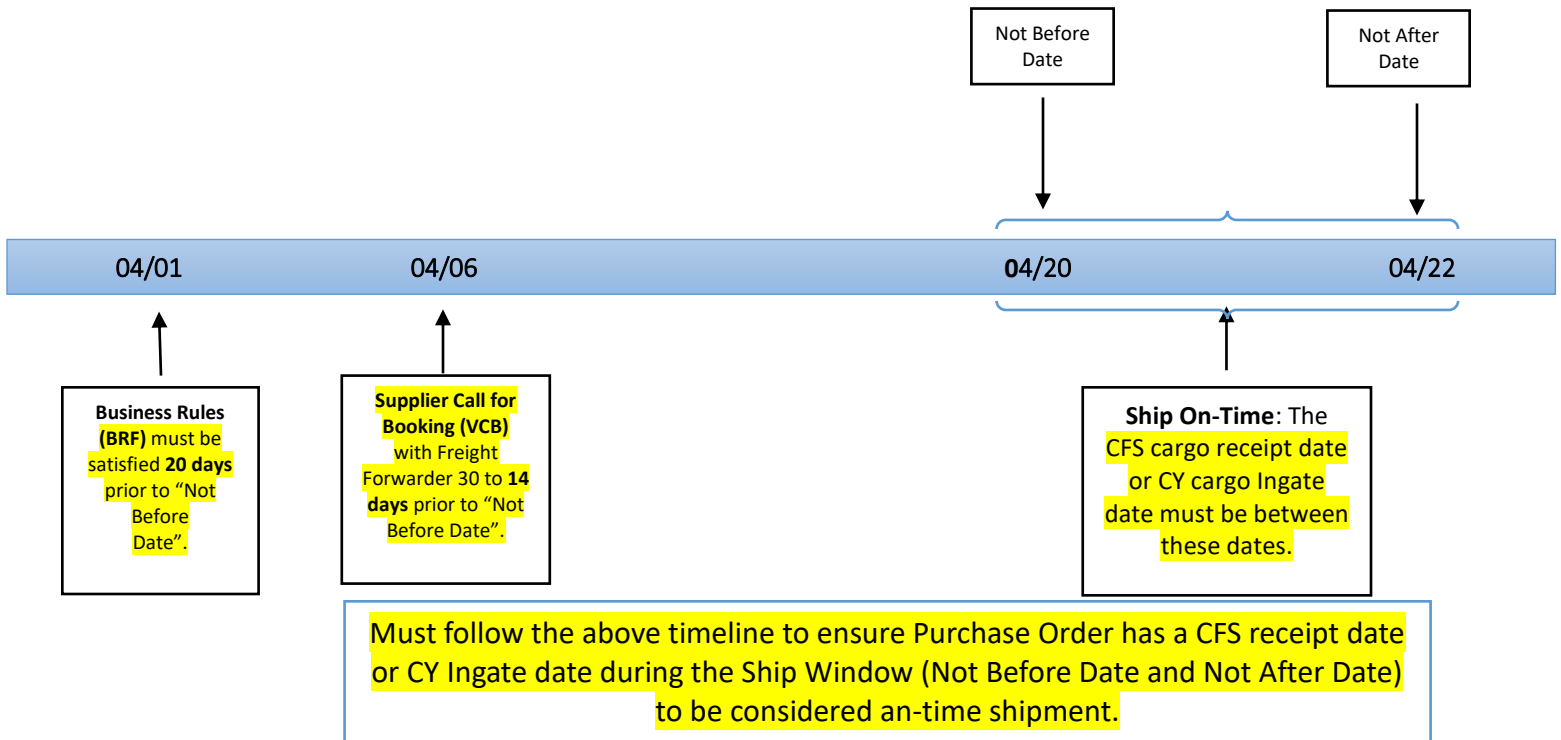 Not Before
Date
Not After
Date
04/01
04/06
04/20
04/22
Business Rules
(BRF) must be
satisfied 20 days
prior to “Not
Before
Date”.
Supplier Call for
Booking (VCB)
with Freight
Forwarder 30 to 14
days prior to “Not
Before Date”.
Ship On-Time: The
CFS cargo receipt date
or CY cargo Ingate
date must be between
these dates.
Must follow the above timeline to ensure Purchase Order has a CFS receipt date
or CY Ingate date during the Ship Window (Not Before Date and Not After Date)
to be considered an-time shipment.